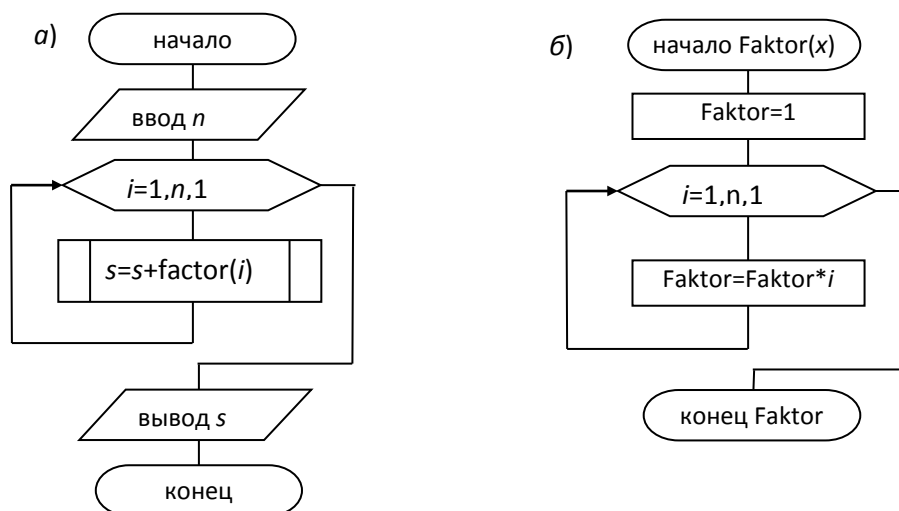 а)
начало
ввод n
i=1,n,1
s=s+factor(i)
вывод s
конец
б)
начало Faktor(x)
Faktor=1
i=1,n,1
Faktor=Faktor*i
конец Faktor